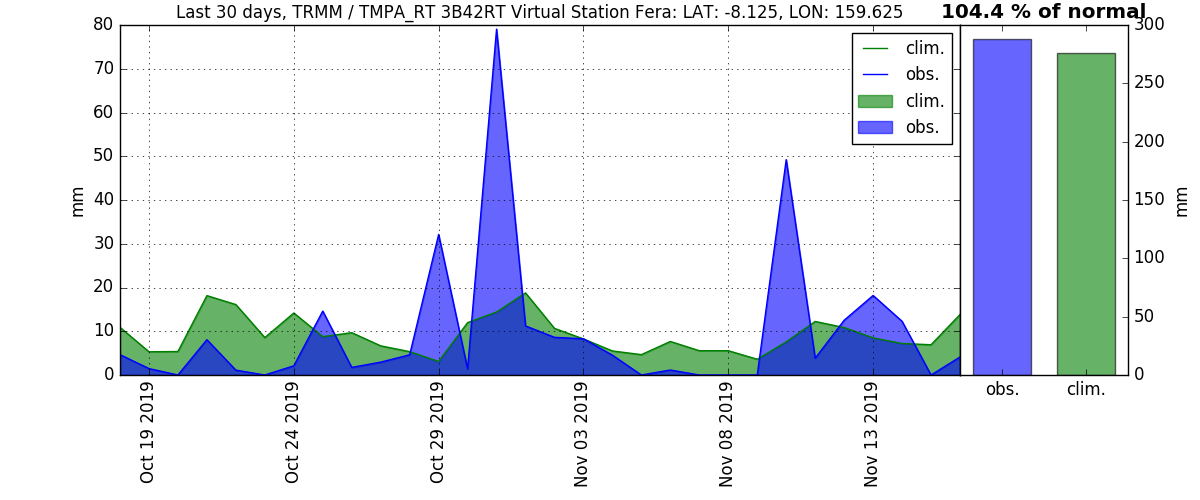 Last 30 days, TRMM / TMPA_RT 3B42RT Virtual Station Fera: LAT: -8.125, LON: 159.625
104.4 % of normal
80
70
60
50
40
30
20
10
0
mm
clim.
obs.
clim.
obs.
Oct 19 2019
Oct 24 2019
Oct 29 2019
Nov 03 2019
Nov 08 2019
Nov 13 2019
300
250
200
150
100
50
0
mm
obs.
clim.